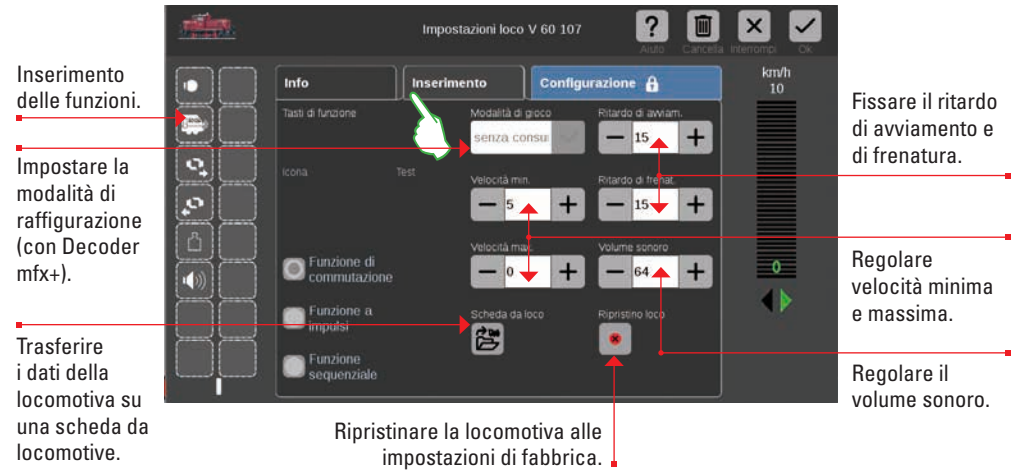 Impostazioni loco V 60 107
?
Aiuto
Cancella
Interrompi
Ok
Inserimento
delle funzioni.
Impostare la
modalità di
raffigurazione
(con Decoder
mfx+).
Trasferire
i dati della
locomotiva su
una scheda da
locomotive.
Info
Inserimento
Configurazione
Tasti di funzione
Icona
Test
Funzione di
commutazione
Funzione a
impulsi
Funzione
sequenziale
Modalità di gioco
senza consu
Ritardo di avviam.
15
Velocità min.
5
Ritardo di frenat.
15
Velocità max.
0
Volume sonoro
64
Scheda da loco
Ripristino loco
km/h
10
0
Fissare il ritardo
di avviamento e
di frenatura.
Regolare
velocità minima
e massima.
Regolare il
volume sonoro.
Ripristinare la locomotiva alle
impostazioni di fabbrica.